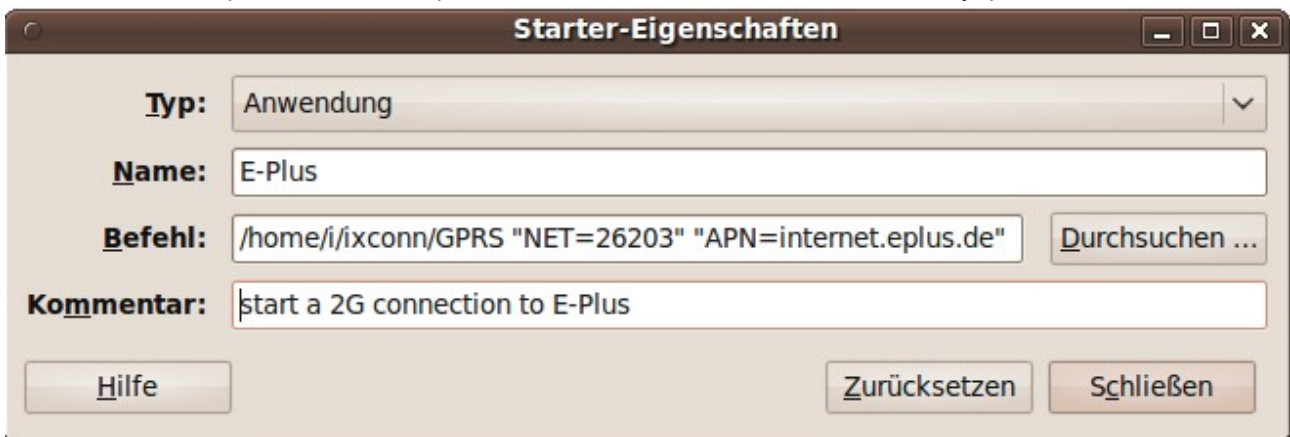 Starter-Eigenschaften
Typ: Anwendung
Name: E-Plus
Befehl: /home/i/ixconn/GPRS "NET=26203" "APN=internet.eplus.de" Durchsuchen ...
Kommentar: start a 2G connection to E-Plus
Hilfe Zurücksetzen Schließen